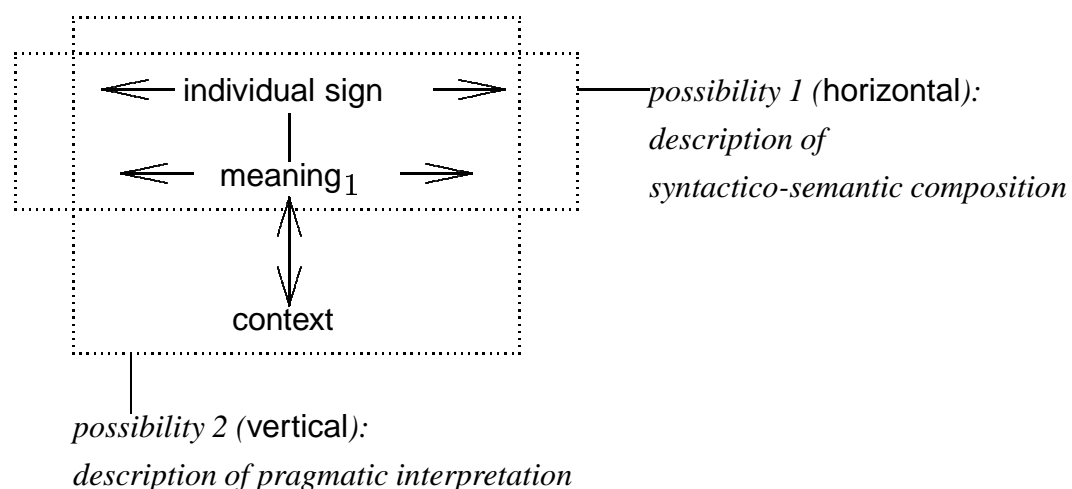 individual sign
meaning1
context
possibility 1 (horizontal):
description of
syntactico-semantic composition
possibility 2 (vertical):
description of pragmatic interpretation